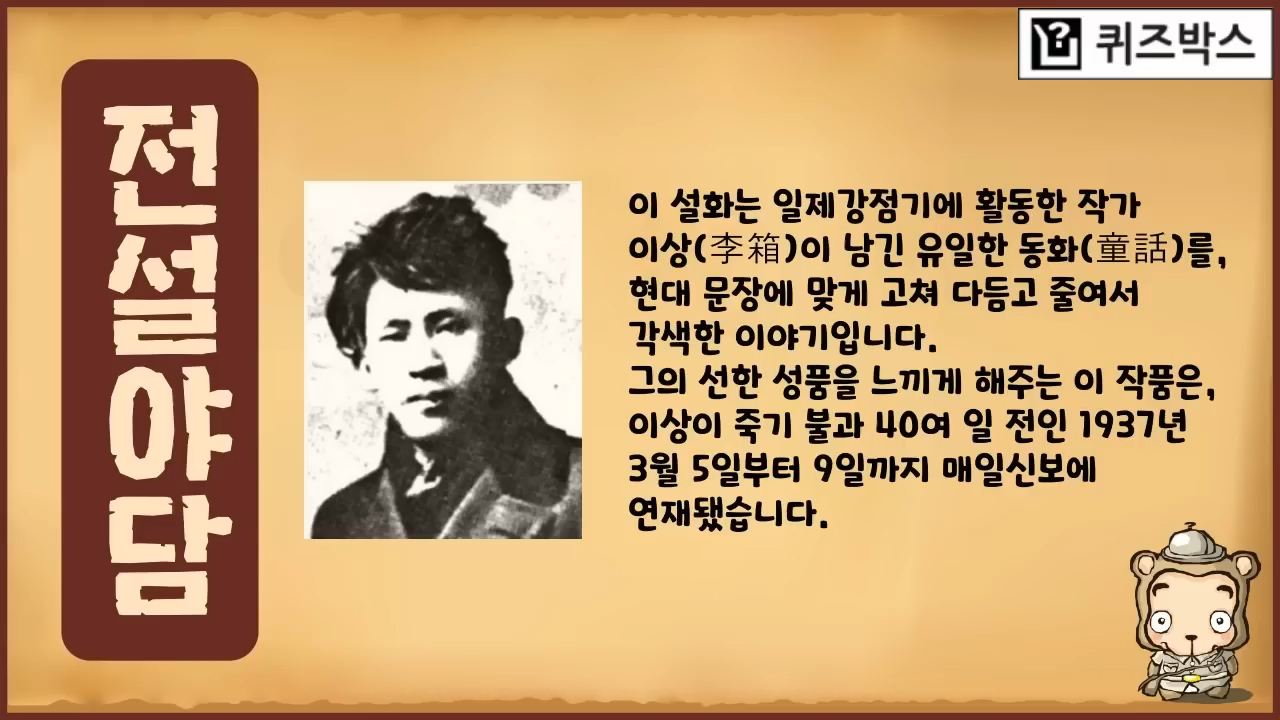 퀴즈박스
전설야담
이 설화는 일제강점기에 활동한 작가
이상(李箱)이 남긴 유일한 동화(童話)를,
현대 문장에 맞게 고쳐 다듬고 줄여서
각색한 이야기입니다.
그의 선한 성품을 느끼게 해주는 이 작품은,
이상이 죽기 불과 40여 일 전인 1937년
3월 5일부터 9일까지 매일신보에
연재됐습니다.